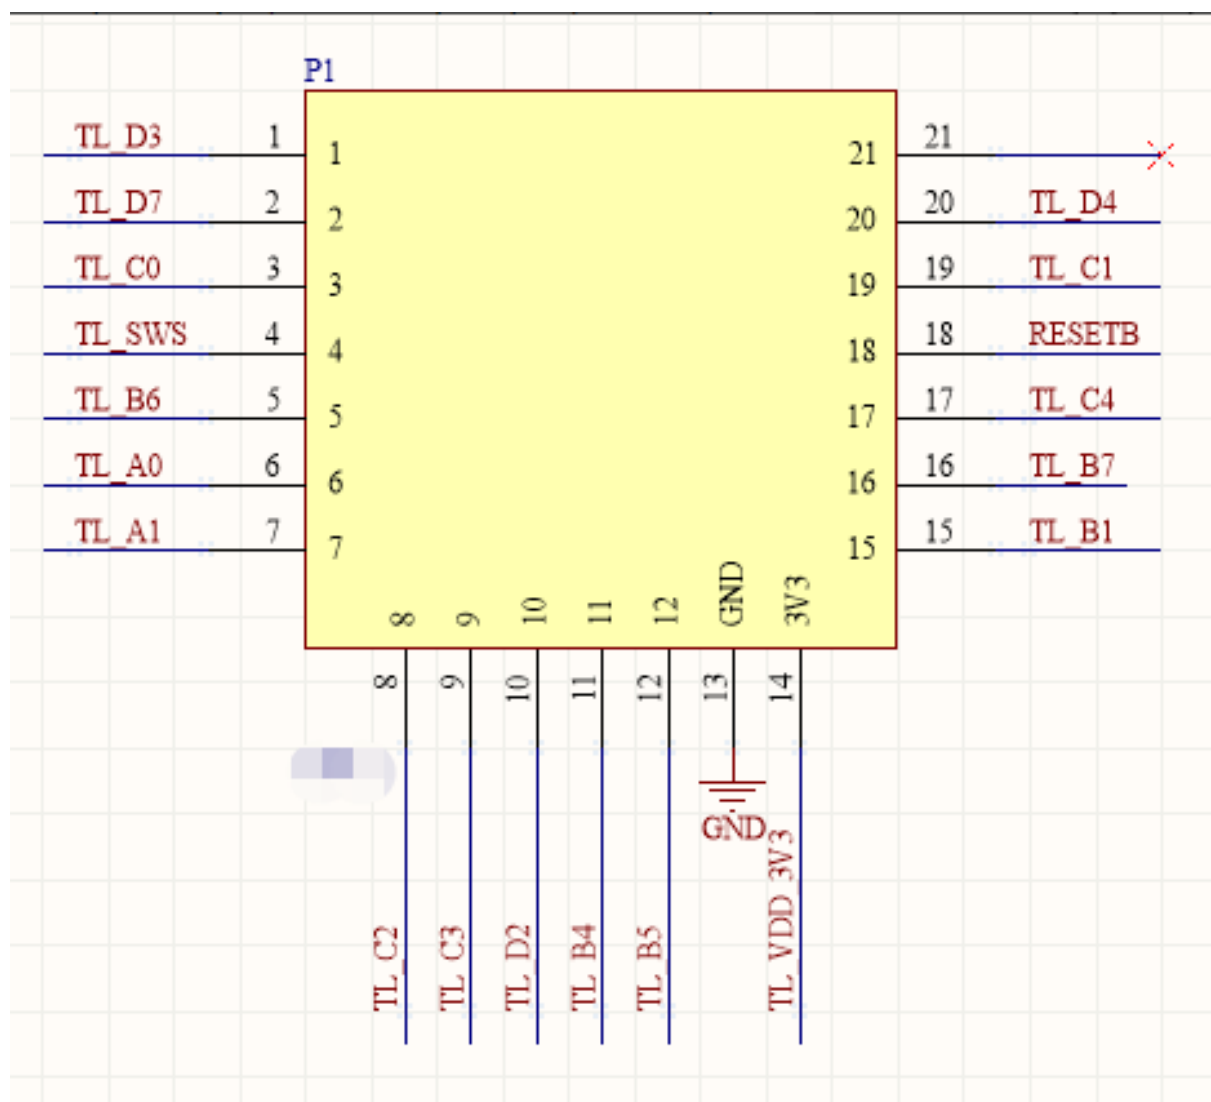 P1
TL_D3 1 1 21 21
TL_D7 2 2 20 20 TL_D4
TL_C0 3 3 19 19 TL_C1
TL_SWS 4 4 18 18 RESETB
TL_B6 5 5 17 17 TL_C4
TL_A0 6 6 16 16 TL_B7
TL_A1 7 7 15 15 TL_B1
8 9 10 11 12 GND 3V3
8 9 10 11 12 13 14
GND
TL_C2 TL_C3 TL_D2 TL_B4 TL_B5 TL_VDD_3V3